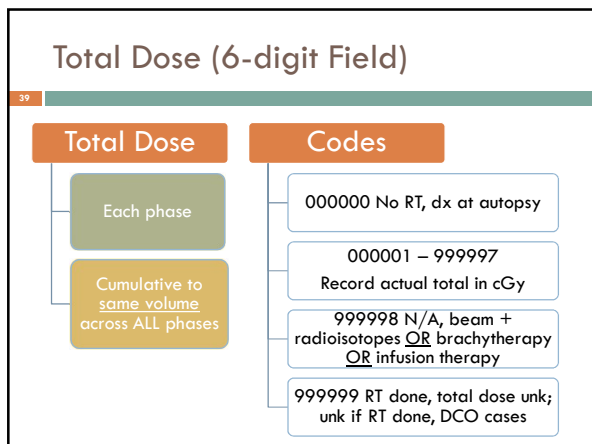 Total Dose (6-digit Field)
39
Total Dose
Each phase
Cumulative to
same volume
across ALL phases
Codes
000000 No RT, dx at autopsy
000001 – 999997
Record actual total in cGy
999998 N/A, beam +
radioisotopes OR brachytherapy
OR infusion therapy
999999 RT done, total dose unk;
unk if RT done, DCO cases